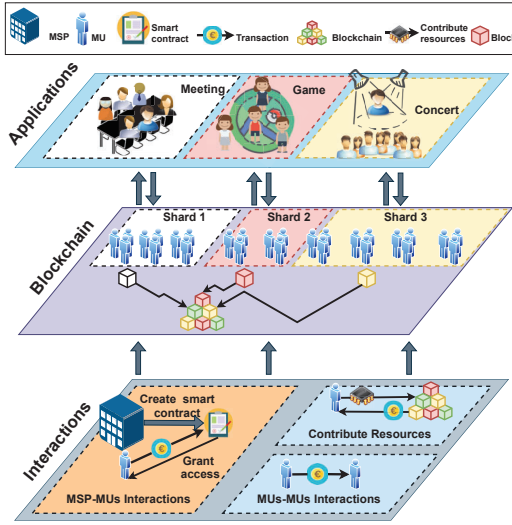 MSP
MU
Smart
contract
Transaction
Blockchain
Contribute
resources
Block
Applications
Meeting
Game
Concert
Blockchain
Shard 1
Shard 2
Shard 3
Interactions
Create smart
contract
Grant
access
MSP-MUs Interactions
Contribute Resources
MUs-MUs Interactions